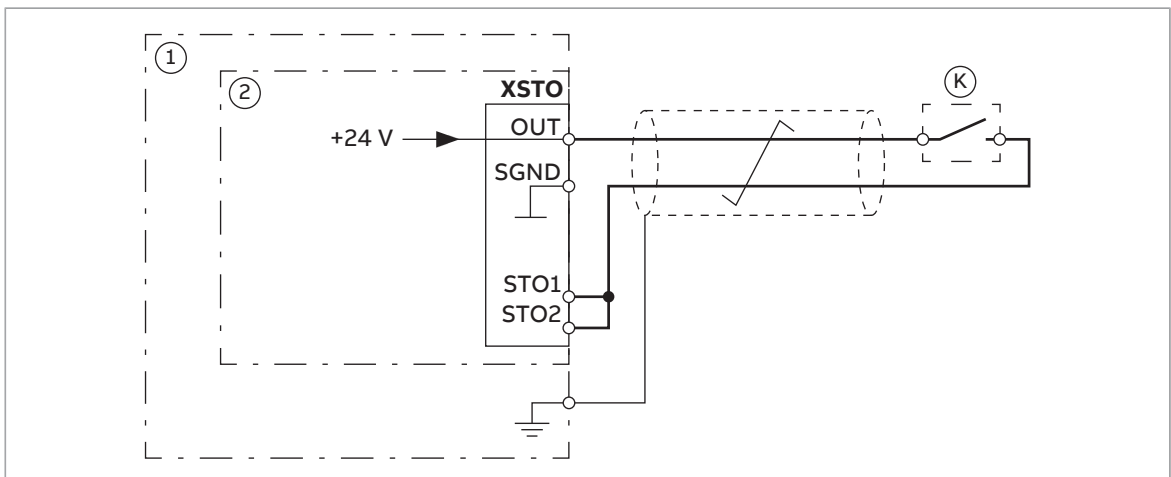 1
2
XSTO
K
+24 V
OUT
SGND
STO1
STO2